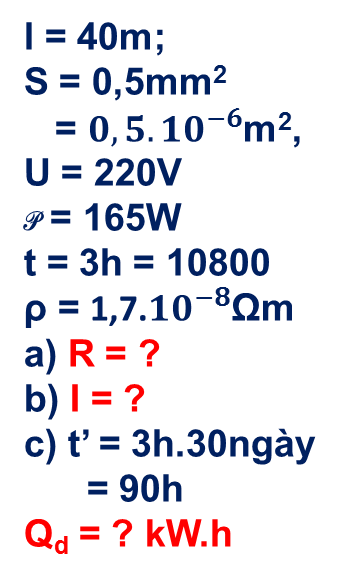 l = 40m;
S = 0,5mm²
= 0,5.10⁻⁶m²,
U = 220V
𝒫 = 165W
t = 3h = 10800
ρ = 1,7.10⁻⁸Ωm
a) R = ?
b) I = ?
c) t’ = 3h.30ngày
= 90h
Q_d = ? kW.h